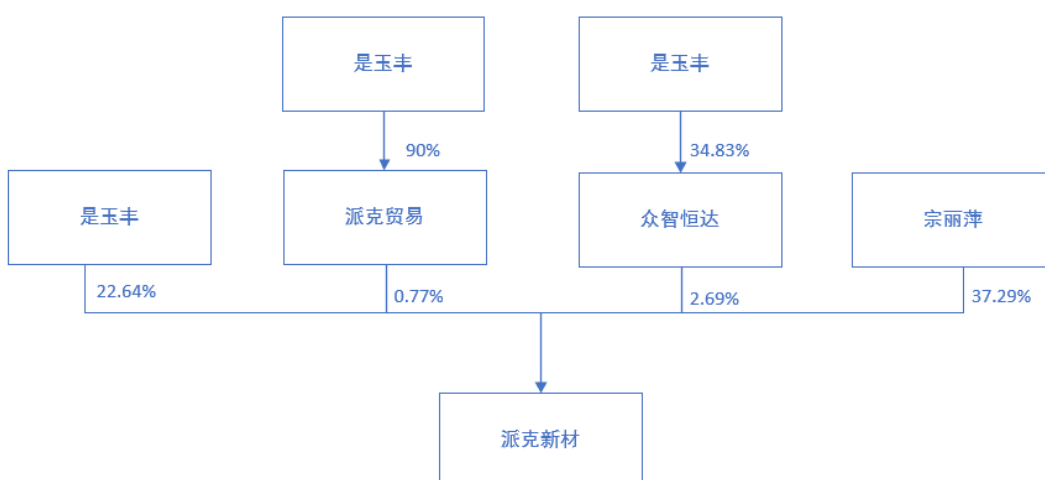 是玉丰
是玉丰
90%
34.83%
是玉丰
派克贸易
众智恒达
宗丽萍
22.64%
0.77%
2.69%
37.29%
派克新材